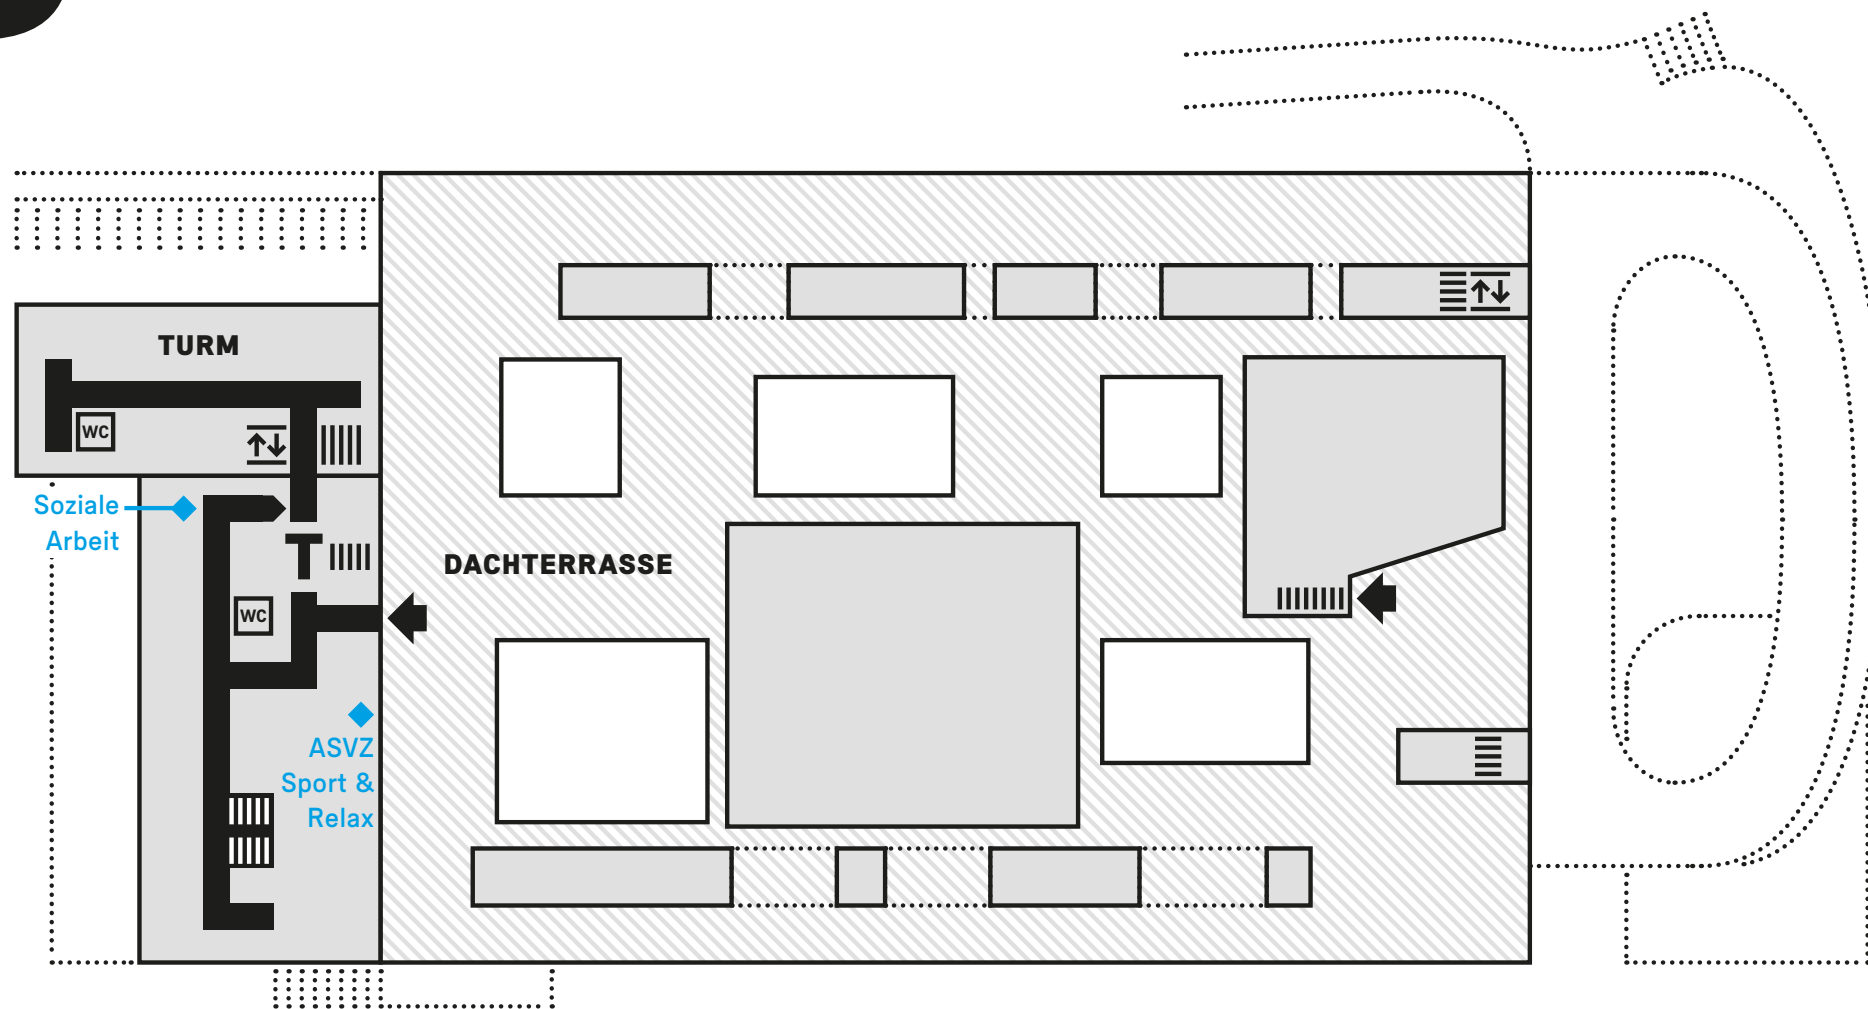 TURM
WC
Soziale
Arbeit
DACHTERRASSE
WC
ASVZ
Sport &
Relax